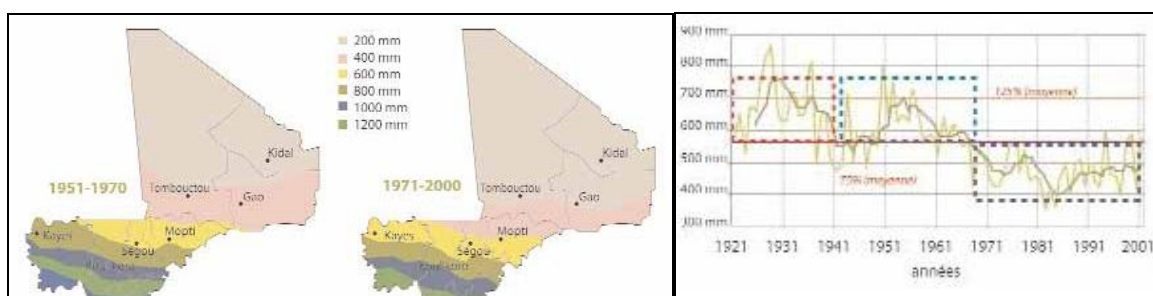 200 mm
400 mm
600 mm
800 mm
1000 mm
1200 mm
1951-1970
Kidal
Tombouctou
Gao
Kayes
Ségou
Mopti
1971-2000
Kidal
Tombouctou
Gao
Kayes
Ségou
Mopti
900 mm
800 mm
700 mm
600 mm
500 mm
400 mm
300 mm
125% (moyenne)
75% (moyenne)
1921 1931 1941 1951 1961 1971 1981 1991 2001
années